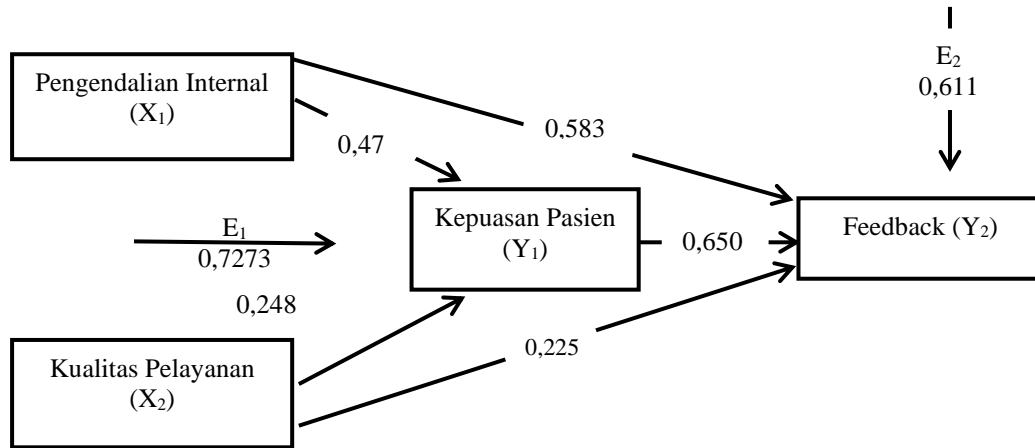 E₂
0,611
Pengendalian Internal
(X₁)
0,583
0,47
Kepuasan Pasien
(Y₁)
0,650
Feedback (Y₂)
E₁
0,7273
0,248
0,225
Kualitas Pelayanan
(X₂)